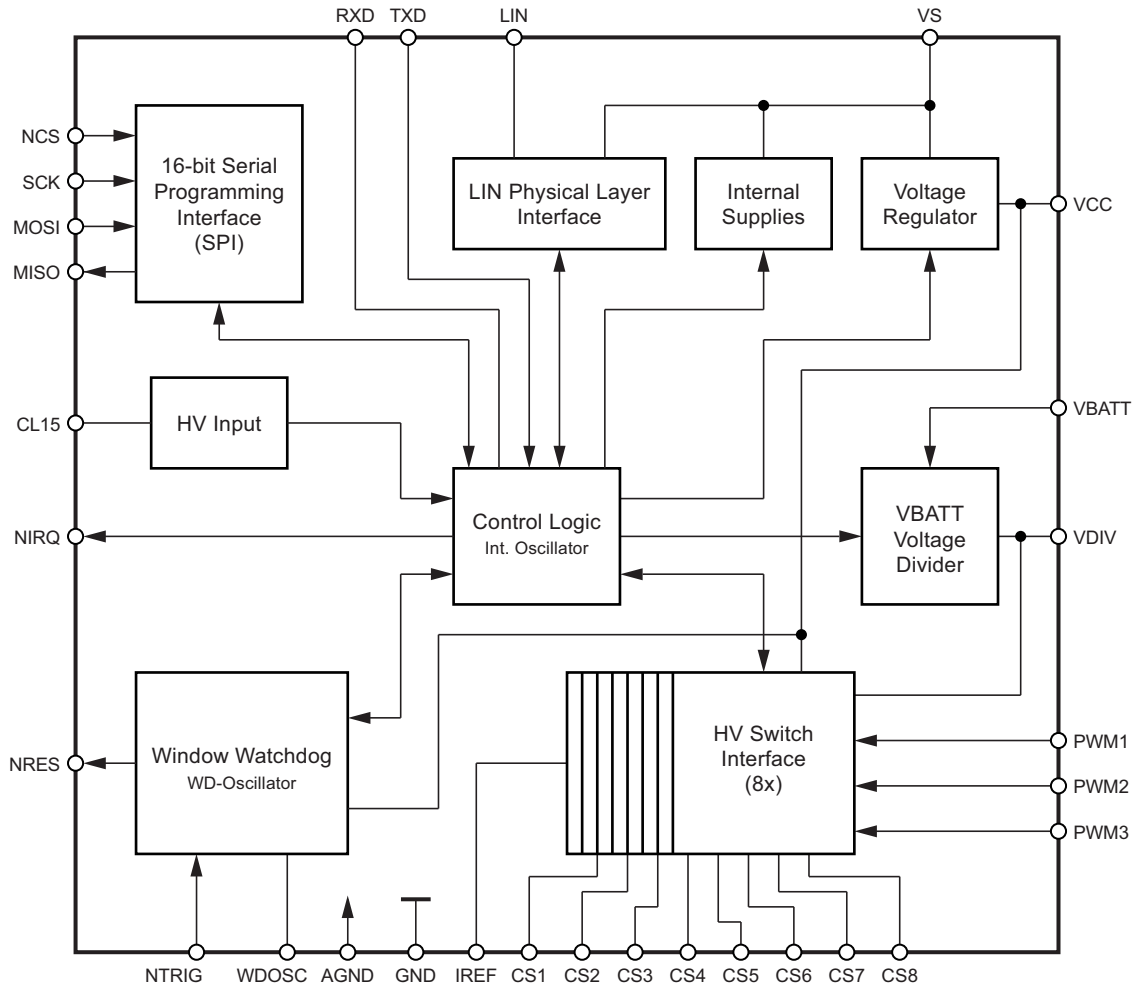 RXD TXD LIN VS
NCS
SCK
MOSI
MISO
16-bit Serial
Programming
Interface
(SPI)
LIN Physical Layer
Interface
Internal
Supplies
Voltage
Regulator
VCC
CL15
HV Input
VBATT
NIRQ
Control Logic
Int. Oscillator
VBATT
Voltage
Divider
VDIV
NRES
Window Watchdog
WD-Oscillator
HV Switch
Interface
(8x)
PWM1
PWM2
PWM3
NTRIG WDOSC AGND GND IREF CS1 CS2 CS3 CS4 CS5 CS6 CS7 CS8